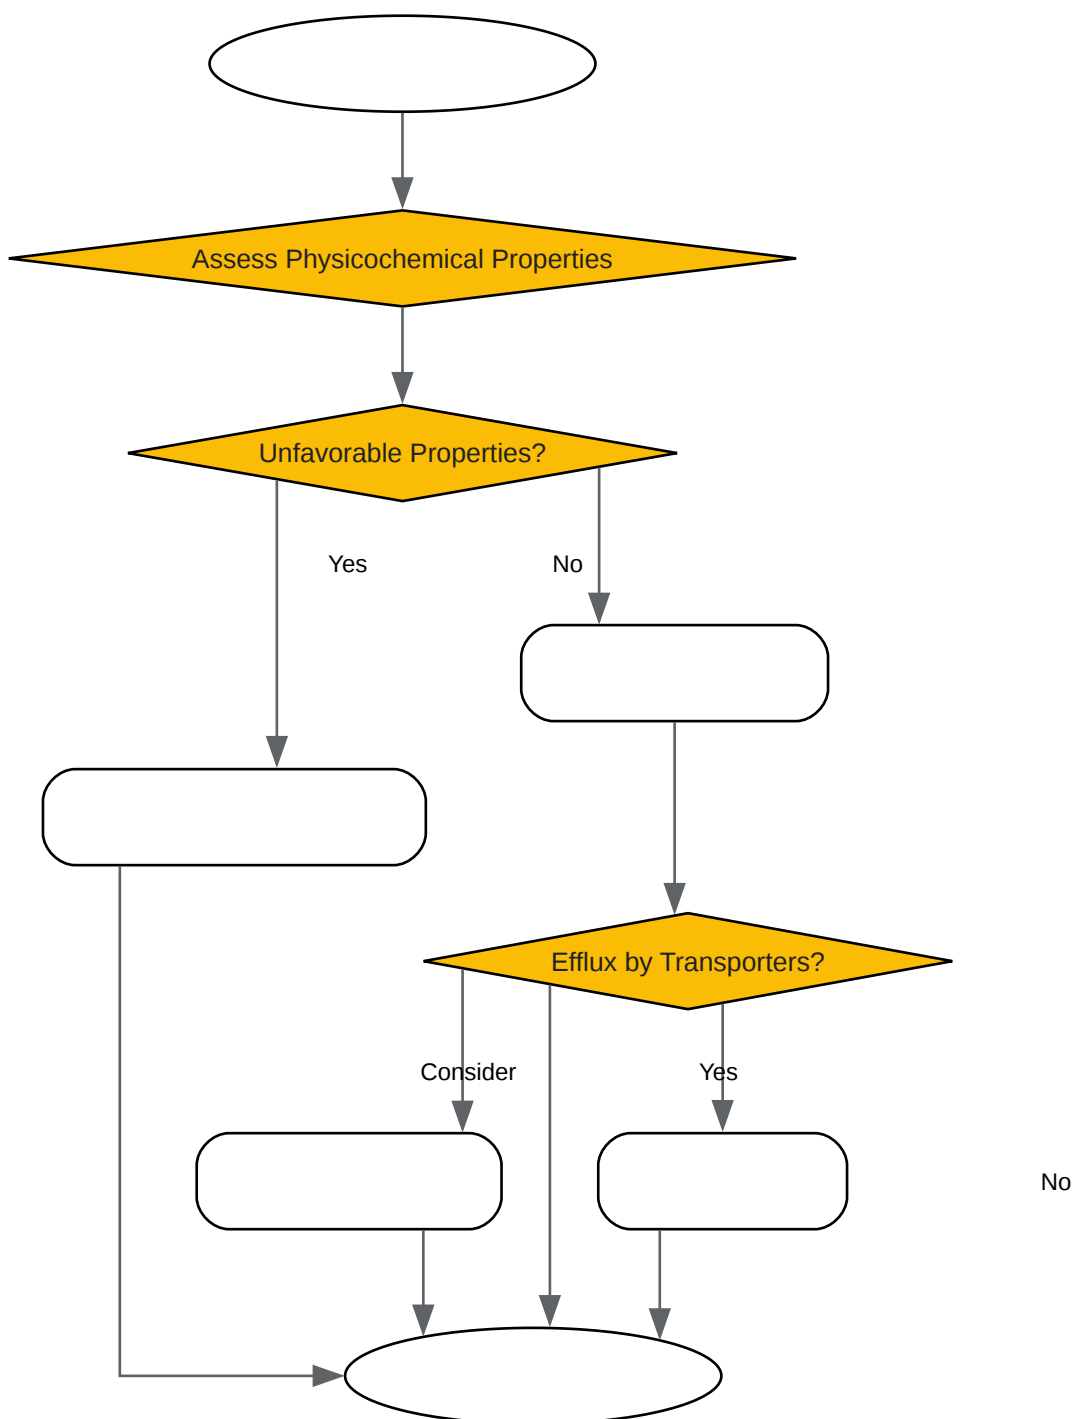 Assess Physicochemical Properties
Unfavorable Properties?
Yes
No
Efflux by Transporters?
Consider
Yes
No